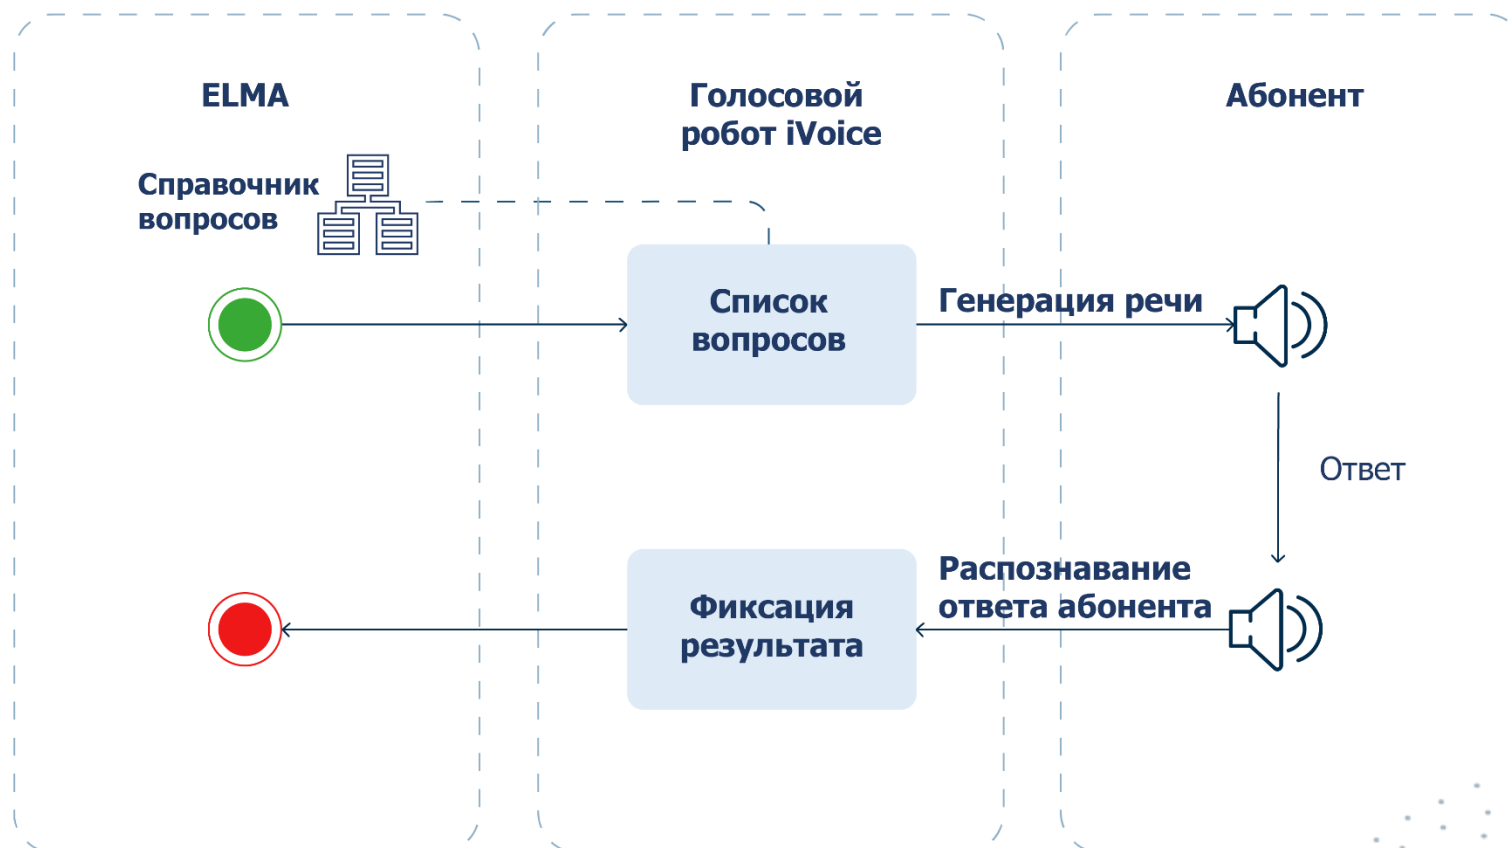 ELMA
Голосовой
робот iVoice
Абонент
Справочник
вопросов
Список
вопросов
Генерация речи
Ответ
Распознавание
ответа абонента
Фиксация
результата